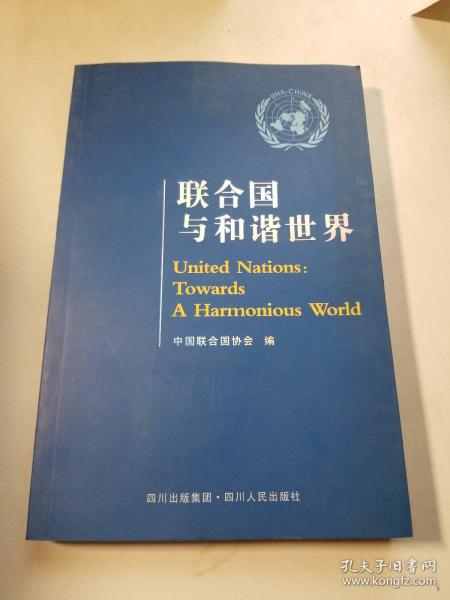 UNA-CHINA
联合国
与和谐世界
United Nations:
Towards
A Harmonious World
中国联合国协会 编
四川出版集团·四川人民出版社
孔夫子旧书网
www.kongfz.com